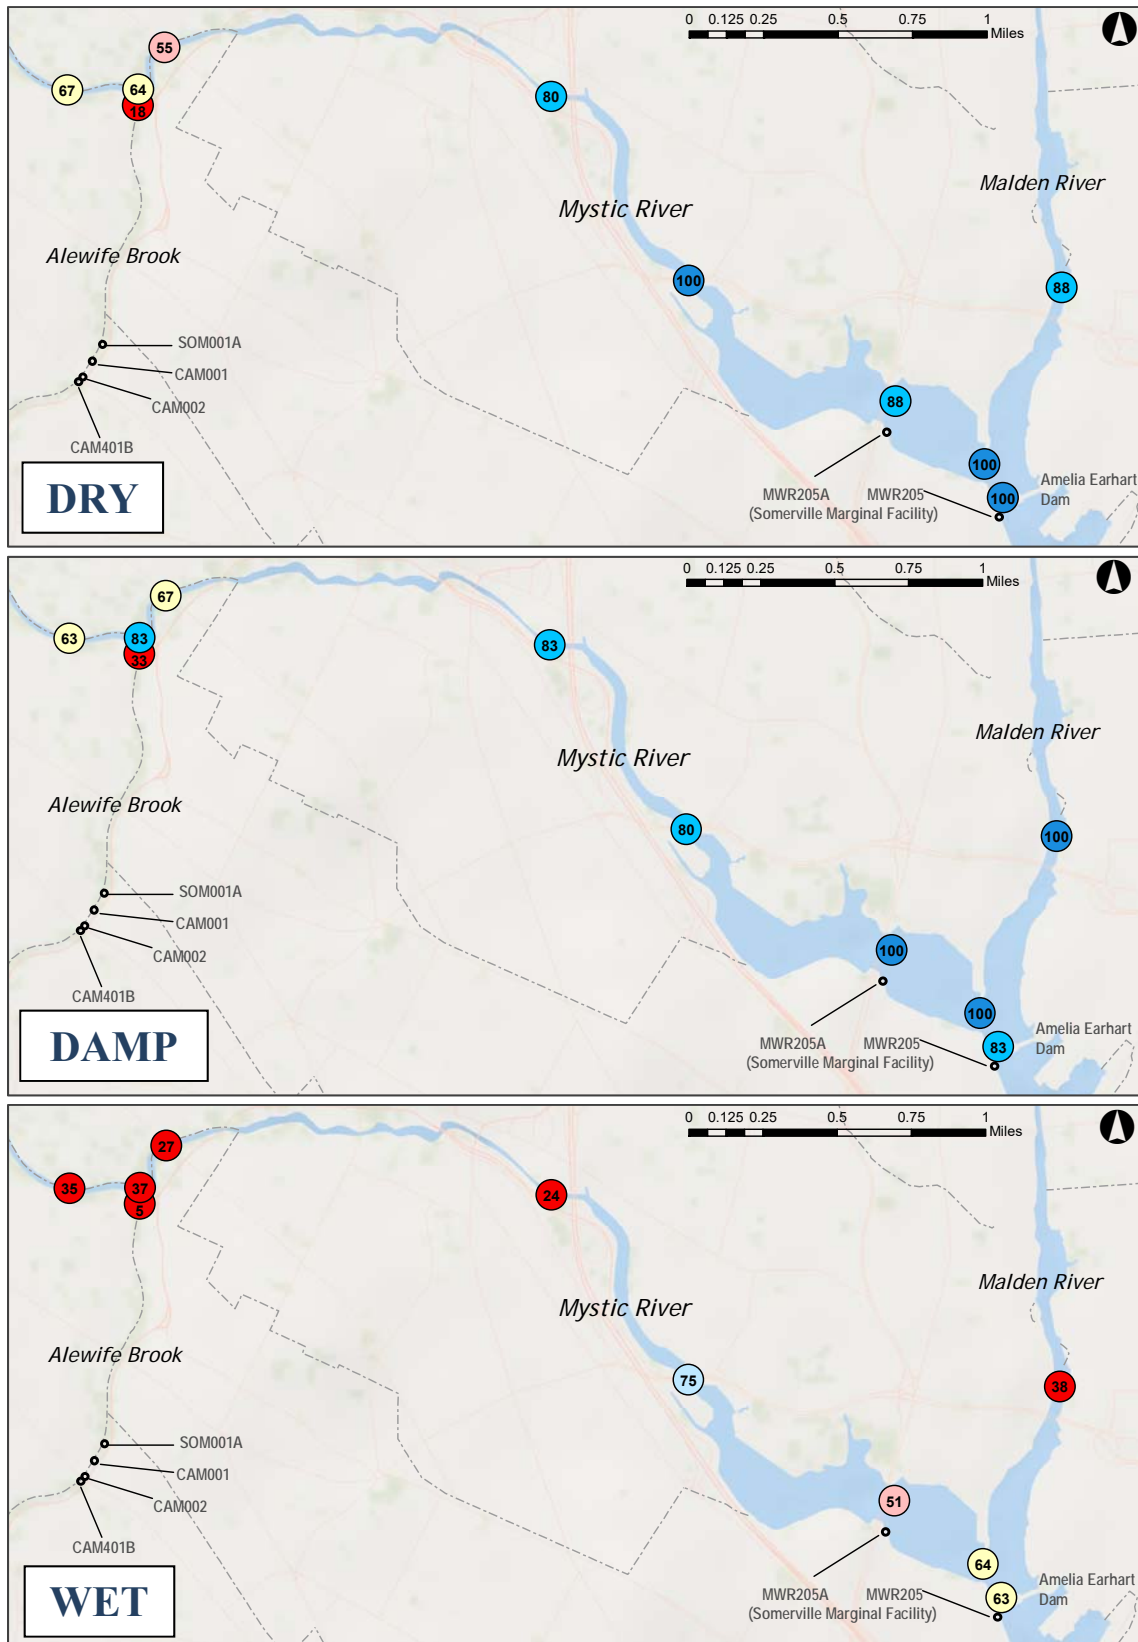 0 0.125 0.25 0.5 0.75 1
Miles
55
67
64
18
80
Mystic River
Malden River
Alewife Brook
100
88
SOM001A
CAM001
CAM002
CAM401B
88
100
100
MWR205A
(Somerville Marginal Facility)
MWR205
Amelia Earhart
Dam
DRY
0 0.125 0.25 0.5 0.75 1
Miles
67
63
83
33
83
Mystic River
Malden River
Alewife Brook
80
100
SOM001A
CAM001
CAM002
CAM401B
100
100
83
MWR205A
(Somerville Marginal Facility)
MWR205
Amelia Earhart
Dam
DAMP
0 0.125 0.25 0.5 0.75 1
Miles
27
35
37
5
24
Mystic River
Malden River
Alewife Brook
75
38
SOM001A
CAM001
CAM002
CAM401B
51
64
63
MWR205A
(Somerville Marginal Facility)
MWR205
Amelia Earhart
Dam
WET